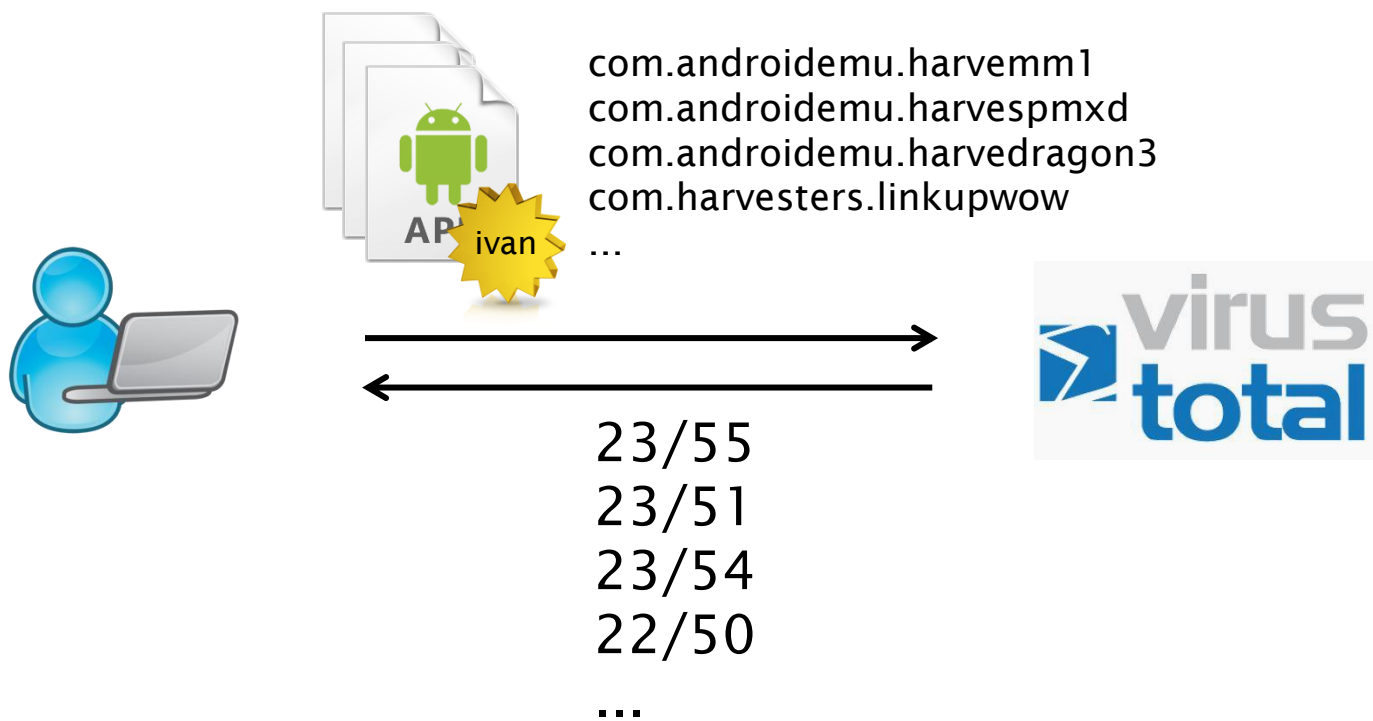 com.androidemu.harvemm1
com.androidemu.harvespmxd
com.androidemu.harvedragon3
com.harvesters.linkupwow
...
AP
ivan
virus
total
23/55
23/51
23/54
22/50
...